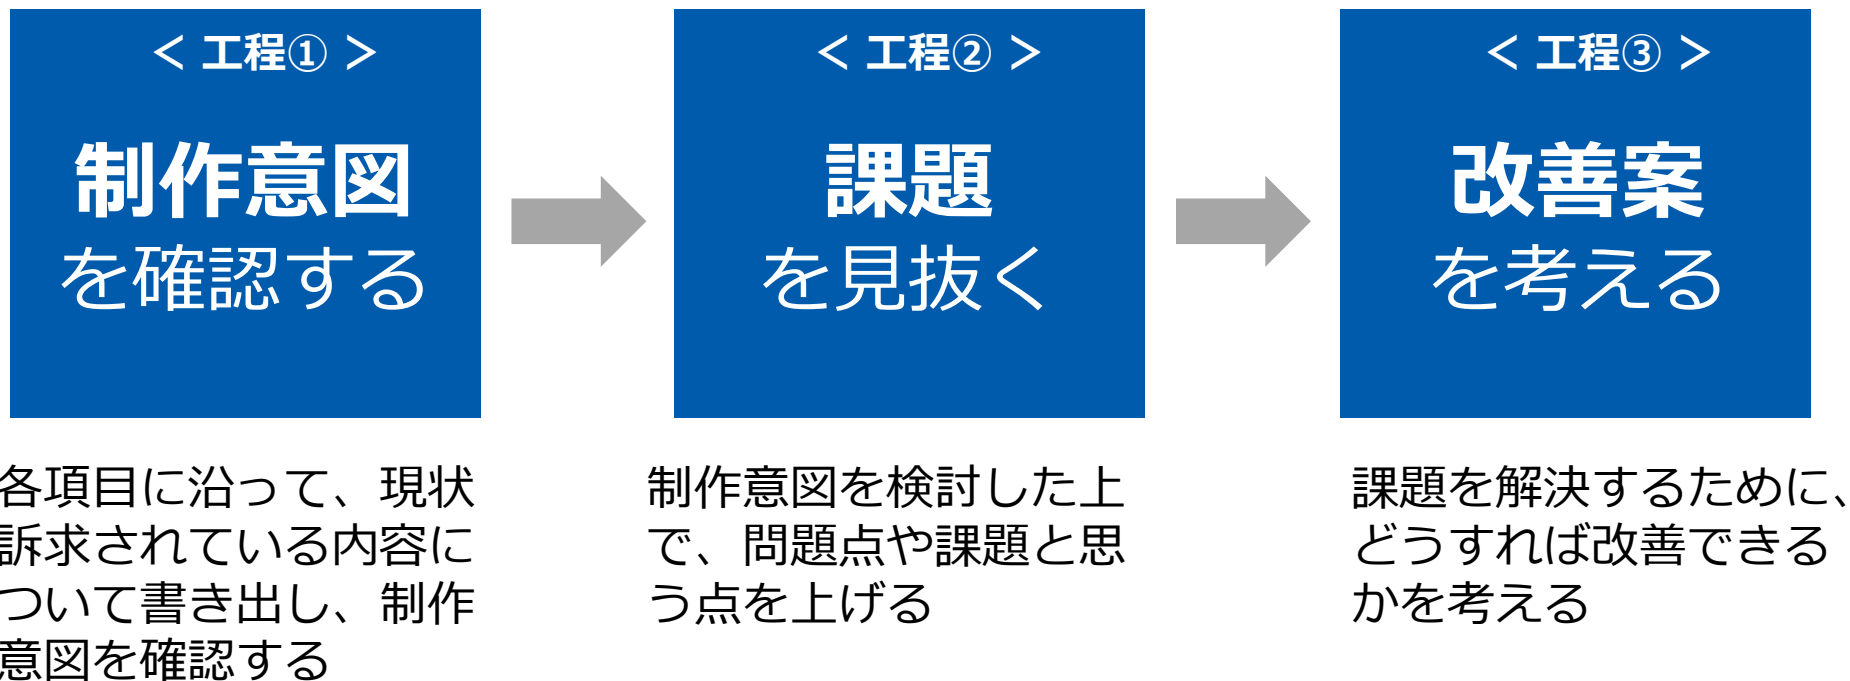 < 工程① >
制作意図
を確認する
各項目に沿って、現状
訴求されている内容に
ついて書き出し、制作
意図を確認する
< 工程② >
課題
を見抜く
制作意図を検討した上
で、問題点や課題と思
う点を上げる
< 工程③ >
改善案
を考える
課題を解決するために、
どうすれば改善できる
かを考える